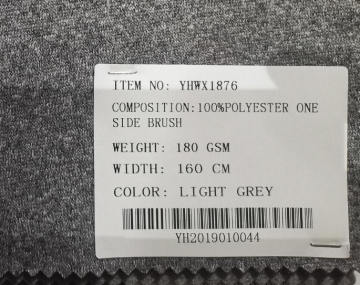 ITEM NO: YHWX1876
COMPOSITION:100%POLYESTER ONE
SIDE BRUSH
WEIGHT: 180 GSM
WIDTH: 160 CM
COLOR: LIGHT GREY
YH2019010044